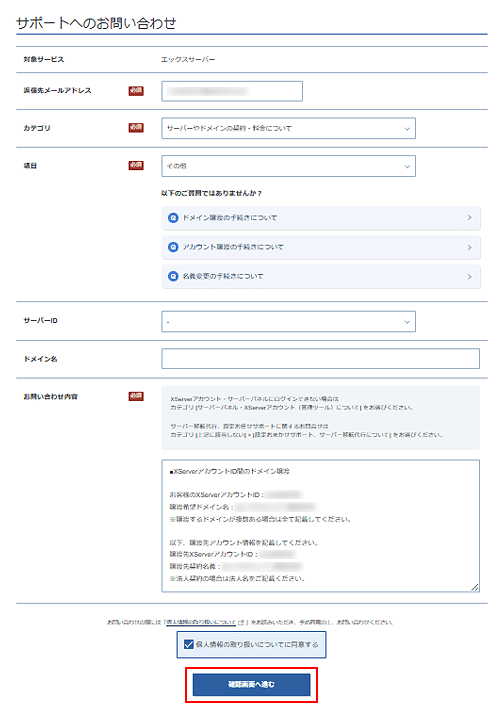 サポートへのお問い合わせ
対象サービス
エックスサーバー
返信先メールアドレス 必須
カテゴリ 必須 サーバーやドメインの契約・料金について
項目 必須 その他
以下のご質問ではありませんか？
Q ドメイン譲渡の手続きについて
Q アカウント譲渡の手続きについて
Q 名義変更の手続きについて
サーバーID -
ドメイン名
お問い合わせ内容 必須
XServerアカウント・サーバーパネルにログインできない場合は
カテゴリ [サーバーパネル・XServerアカウント（管理ツール）について] をお選びください。
サーバー移転代行、設定お任せサポートに関するお問合せは
カテゴリ [上記に該当しない] > [設定おまかせサポート、サーバー移転代行について] をお選びください。
■XServerアカウントID間のドメイン譲渡
お客様のXServerアカウントID：
譲渡希望ドメイン名：
※譲渡するドメインが複数ある場合は全て記載してください。
以下、譲渡先アカウント情報を記載してください。
譲渡先XServerアカウントID：
譲渡先契約名義：
※法人契約の場合は法人名をご記載ください。
お問い合わせの際には「個人情報の取り扱いについて」をお読みいただき、予め同意の上、お問い合わせください。
個人情報の取り扱いについてに同意する
確認画面へ進む